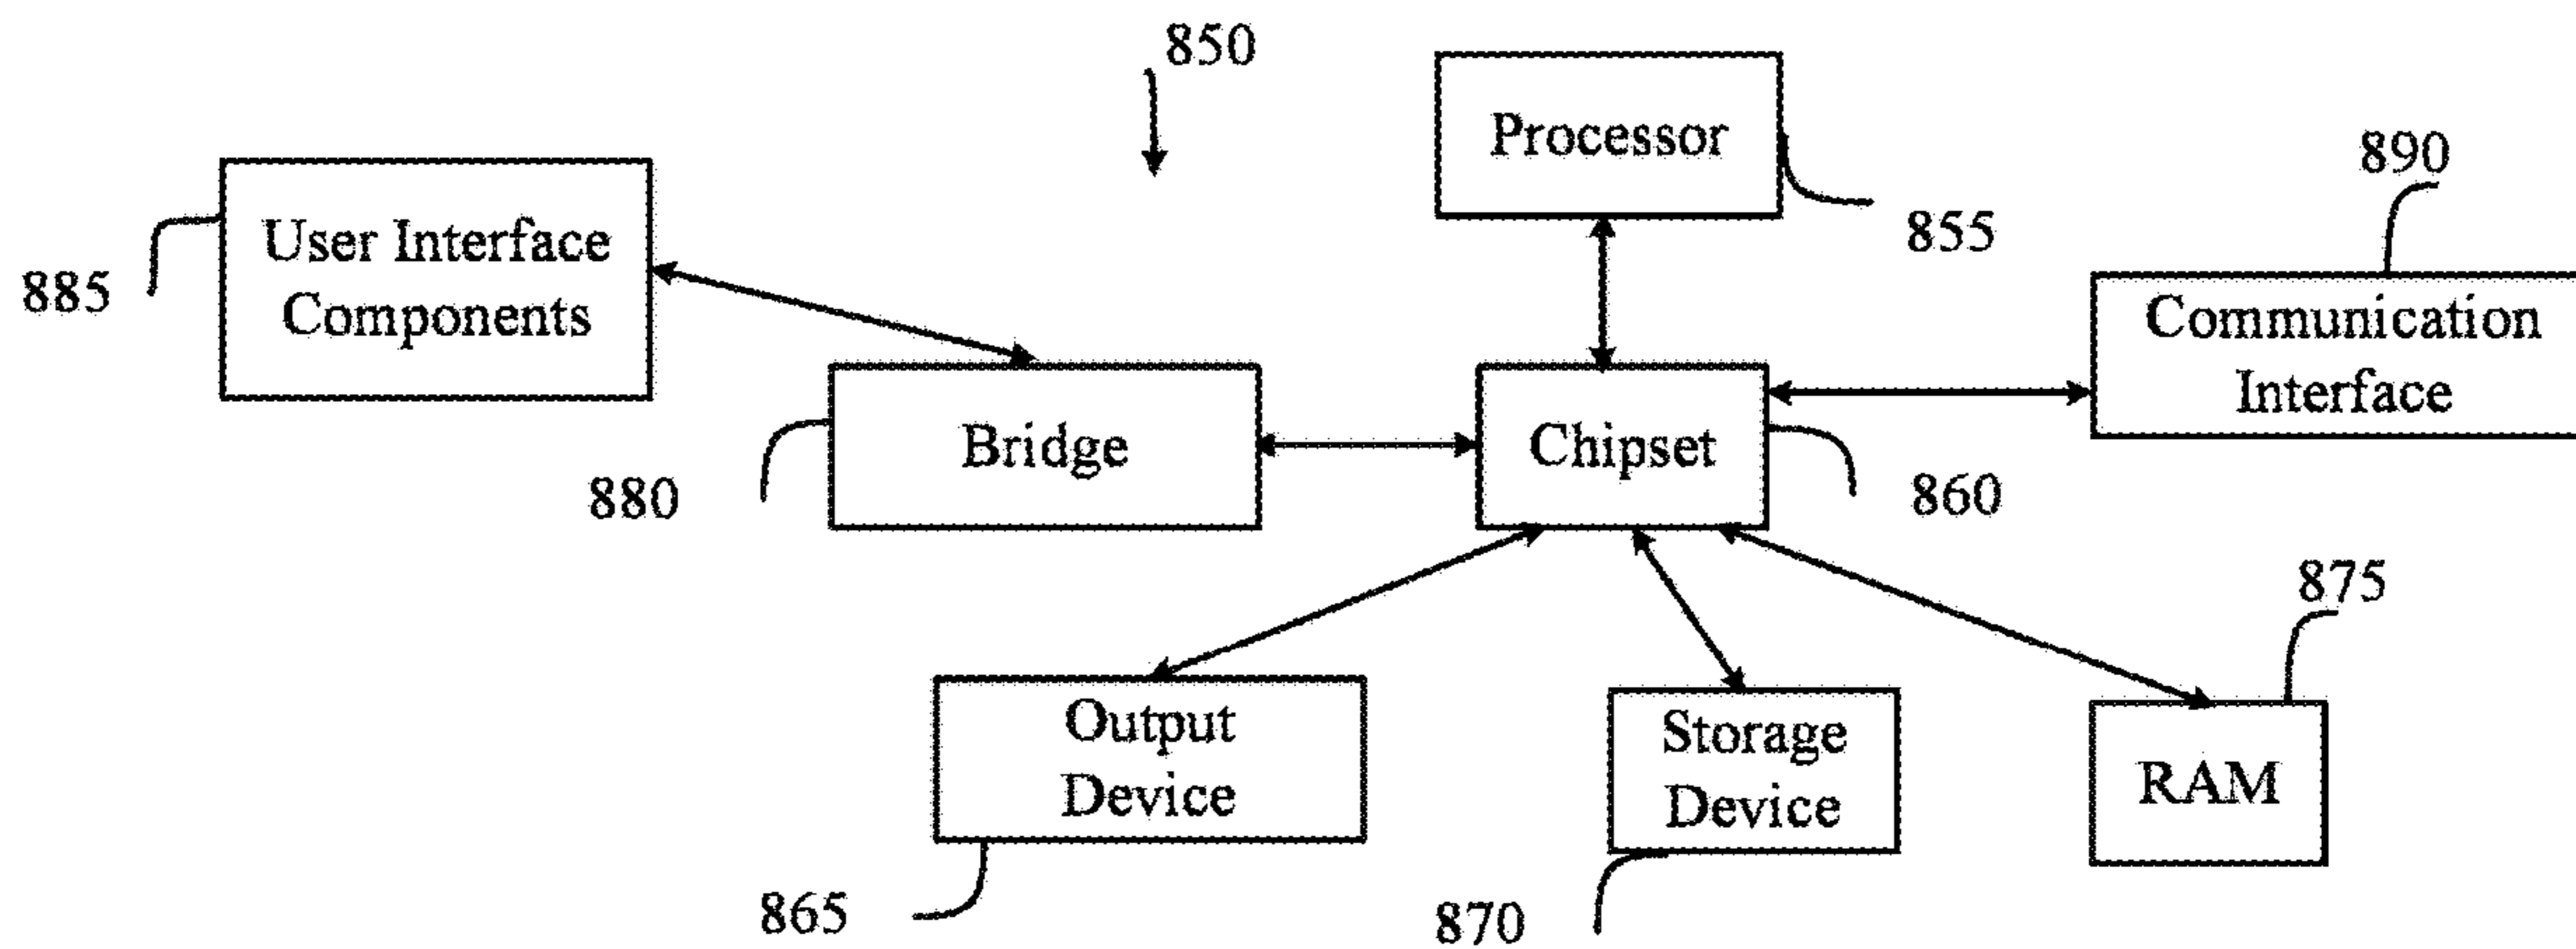 850
Processor
890
User Interface
Components
855
885
Communication
Interface
Bridge
Chipset
880
860
875
Output
Device
Storage
Device
RAM
865
870